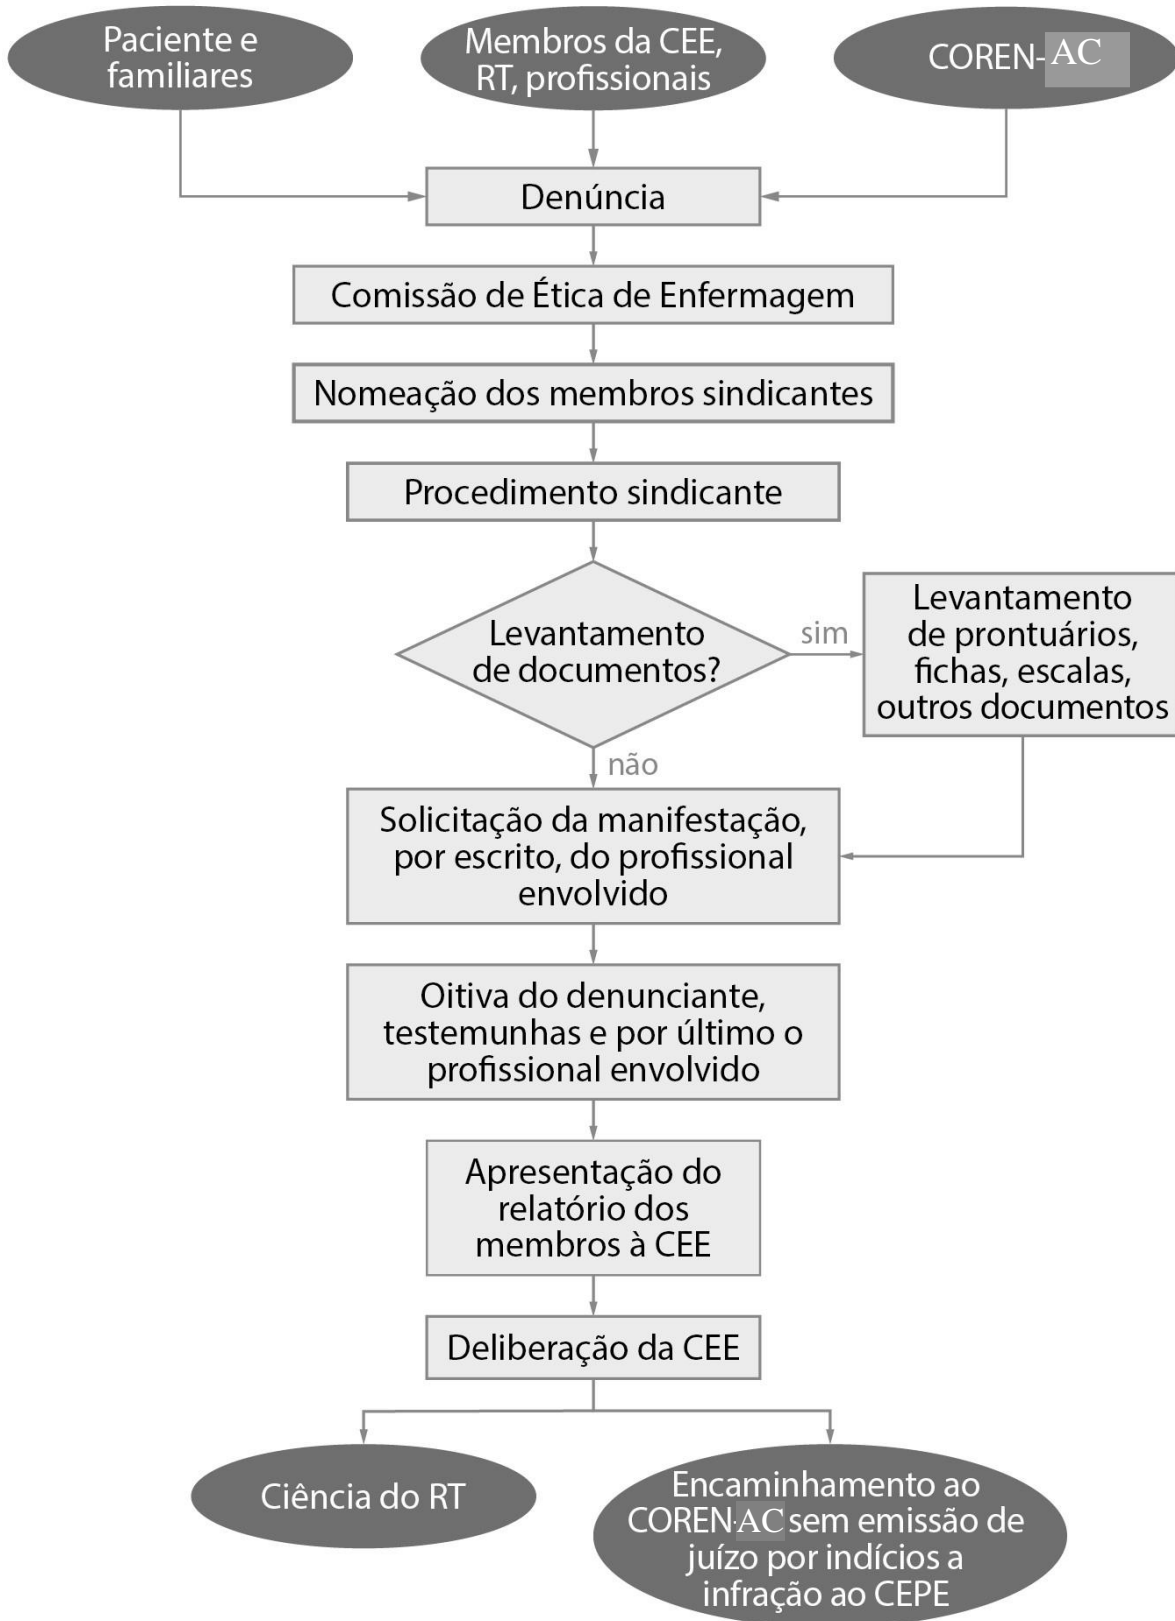 Paciente e
familiares
Membros da CEE,
RT, profissionais
COREN-AC
Denúncia
Comissão de Ética de Enfermagem
Nomeação dos membros sindicantes
Procedimento sindicante
Levantamento
de documentos?
sim
Levantamento
de prontuários,
fichas, escalas,
outros documentos
não
Solicitação da manifestação,
por escrito, do profissional
envolvido
Oitiva do denunciante,
testemunhas e por último o
profissional envolvido
Apresentação do
relatório dos
membros à CEE
Deliberação da CEE
Ciência do RT
Encaminhamento ao
COREN-AC sem emissão de
juízo por indícios a
infração ao CEPE